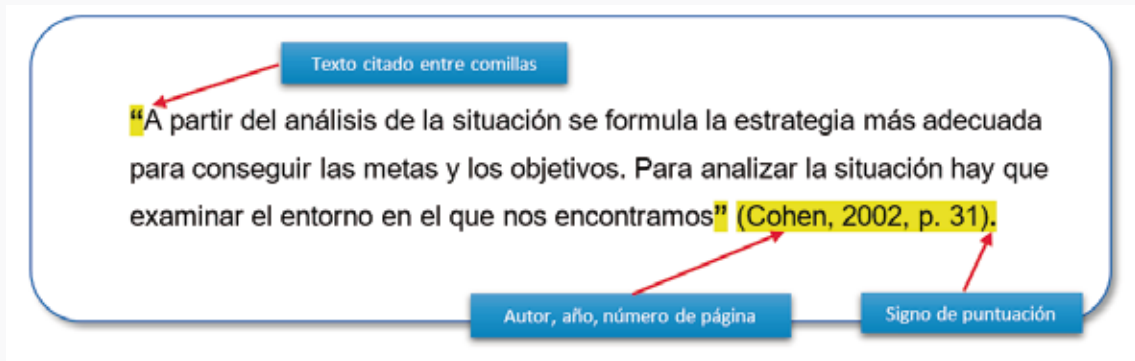 Texto citado entre comillas
“A partir del análisis de la situación se formula la estrategia más adecuada
para conseguir las metas y los objetivos. Para analizar la situación hay que
examinar el entorno en el que nos encontramos” (Cohen, 2002, p. 31).
Autor, año, número de página
Signo de puntuación